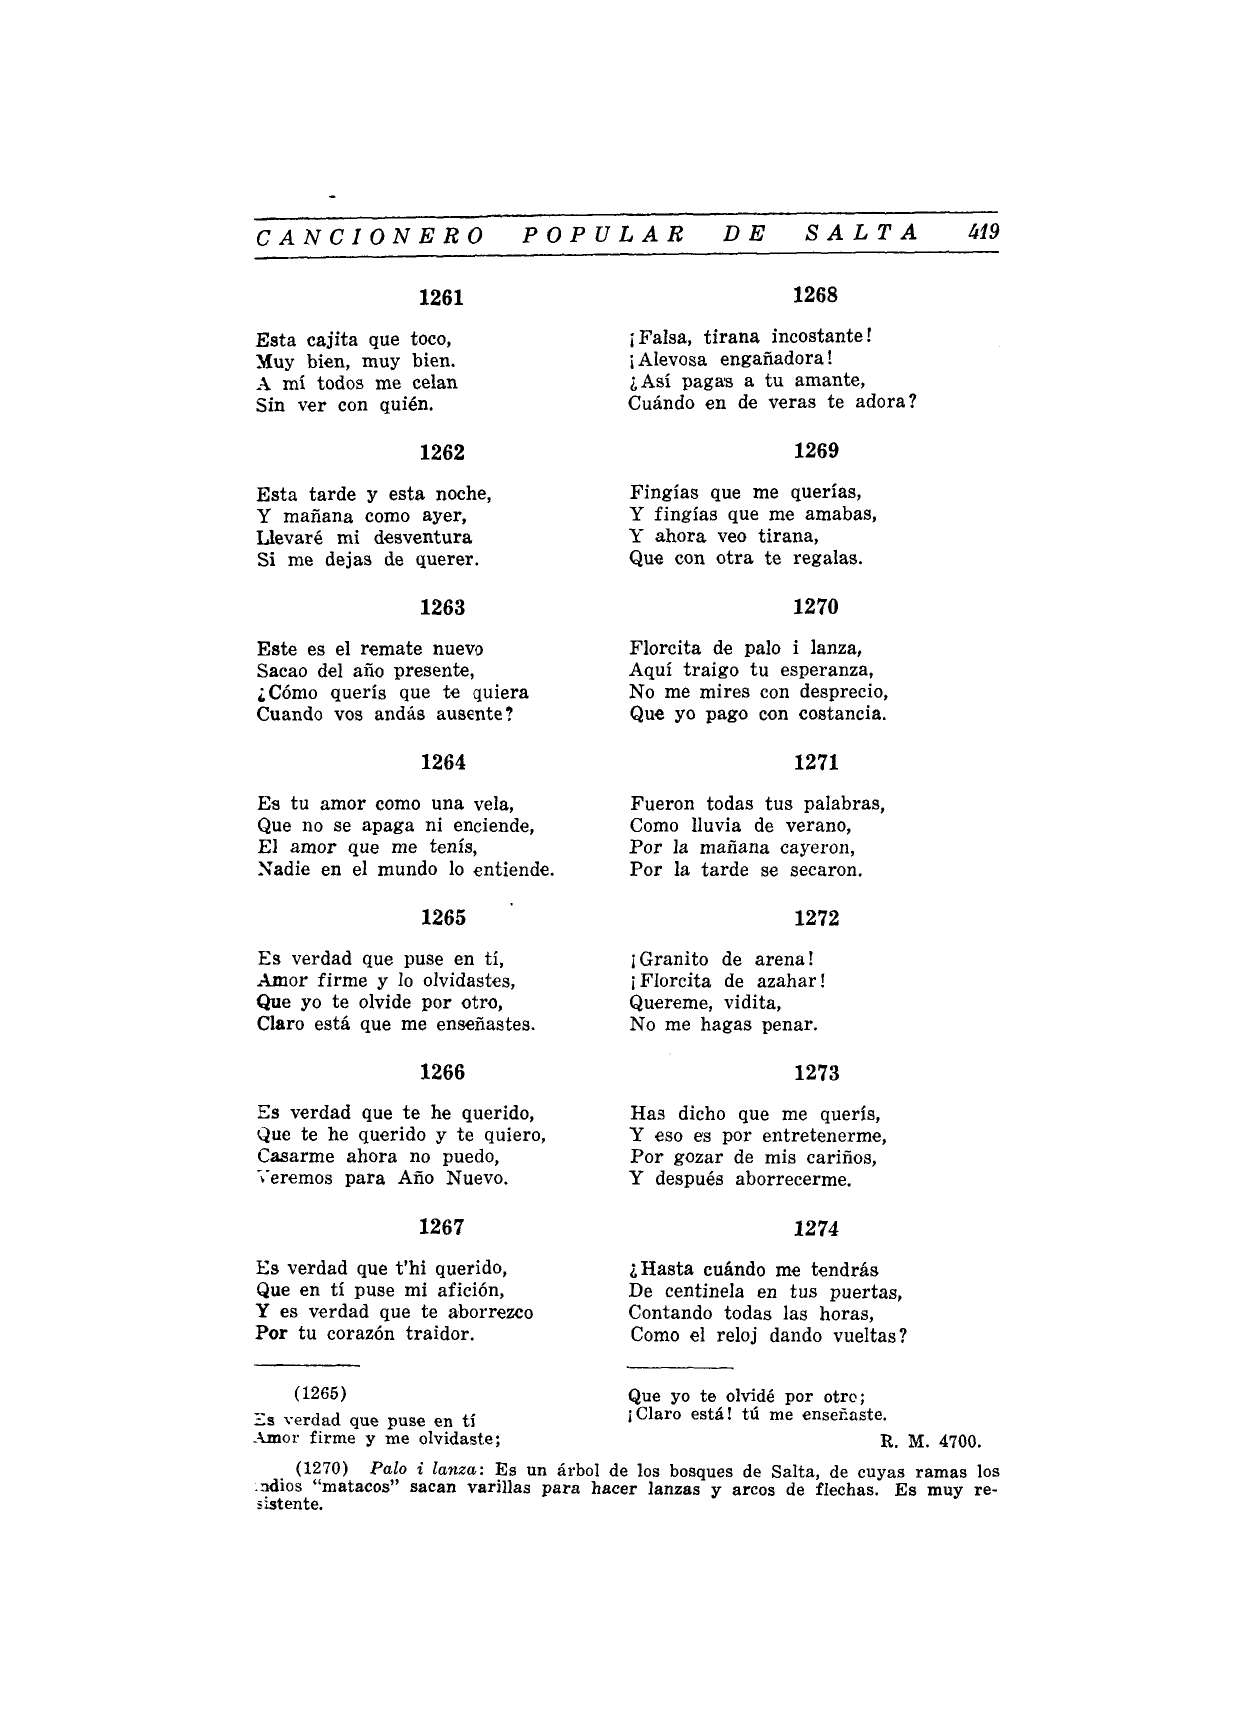 CANCIONERO POPULAR DE SALTA 419
1261
Esta cajita que toco,
Muy bien, muy bien.
A mí todos me celan
Sin ver con quién.
1262
Esta tarde y esta noche,
Y mañana como ayer,
Llevaré mi desventura
Si me dejas de querer.
1263
Este es el remate nuevo
Sacao del año presente,
¿Cómo querís que te quiera
Cuando vos andás ausente?
1264
Es tu amor como una vela,
Que no se apaga ni enciende,
El amor que me tenís,
Nadie en el mundo lo entiende.
1265
Es verdad que puse en tí,
Amor firme y lo olvidastes,
Que yo te olvide por otro,
Claro está que me enseñastes.
1266
Es verdad que te he querido,
Que te he querido y te quiero,
Casarme ahora no puedo,
Veremos para Año Nuevo.
1267
Es verdad que t'hi querido,
Que en tí puse mi afición,
Y es verdad que te aborrezco
Por tu corazón traidor.
1268
¡Falsa, tirana incostante!
¡Alevosa engañadora!
¿Así pagas a tu amante,
Cuándo en de veras te adora?
1269
Fingías que me querías,
Y fingías que me amabas,
Y ahora veo tirana,
Que con otra te regalas.
1270
Florcita de palo i lanza,
Aquí traigo tu esperanza,
No me mires con desprecio,
Que yo pago con costancia.
1271
Fueron todas tus palabras,
Como lluvia de verano,
Por la mañana cayeron,
Por la tarde se secaron.
1272
¡Granito de arena!
¡Florcita de azahar!
Quereme, vidita,
No me hagas penar.
1273
Has dicho que me querís,
Y eso es por entretenerme,
Por gozar de mis cariños,
Y después aborrecerme.
1274
¿Hasta cuándo me tendrás
De centinela en tus puertas,
Contando todas las horas,
Como el reloj dando vueltas?
(1265)
Es verdad que puse en tí
Amor firme y me olvidaste;
Que yo te olvidé por otro;
¡Claro está! tú me enseñaste.
R. M. 4700.
(1270) Palo i lanza: Es un árbol de los bosques de Salta, de cuyas ramas los
indios "matacos" sacan varillas para hacer lanzas y arcos de flechas. Es muy re-
sistente.